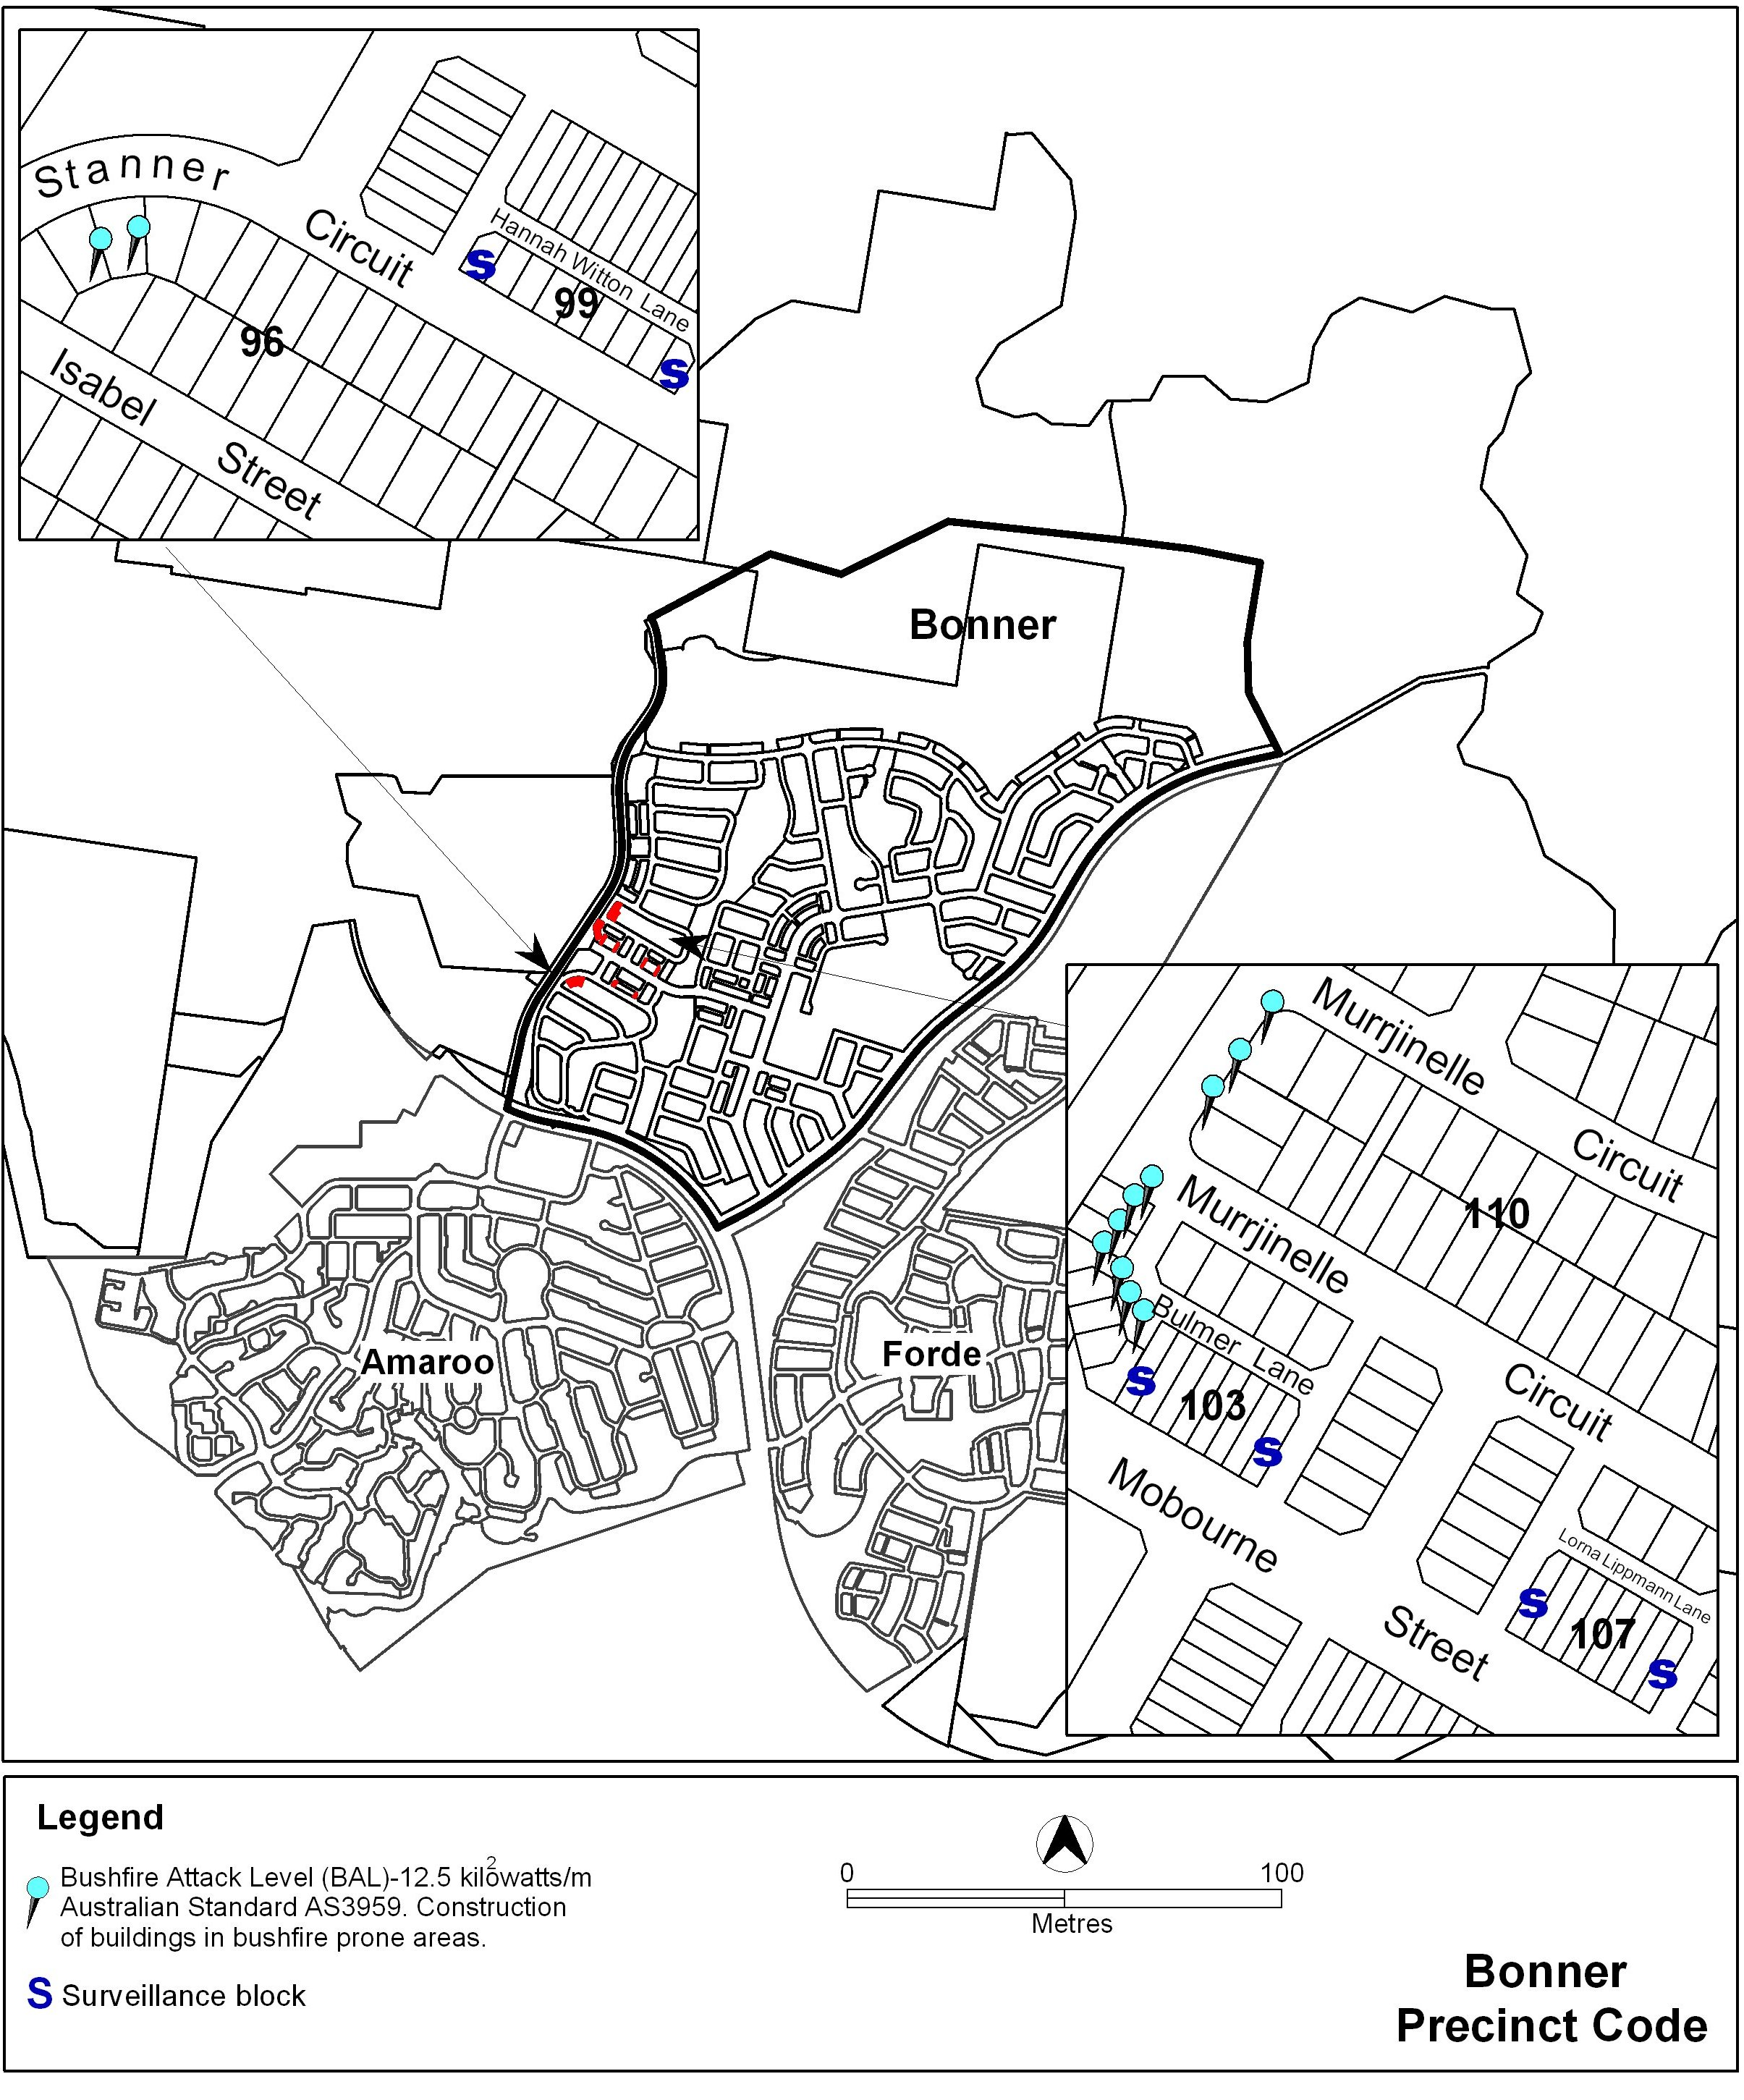 Stanner
Circuit
Hannah Witton Lane
S
99
S
96
Isabel
Street
Bonner
Murrjinelle
Circuit
110
Murrjinelle
Circuit
Bulmer Lane
S
103
S
Mobourne
Street
Lorna Lippmann Lane
S
107
S
Amaroo
Forde
Legend
Bushfire Attack Level (BAL)-12.5 kilowatts/m²
Australian Standard AS3959. Construction
of buildings in bushfire prone areas.
S Surveillance block
0 100
Metres
Bonner
Precinct Code